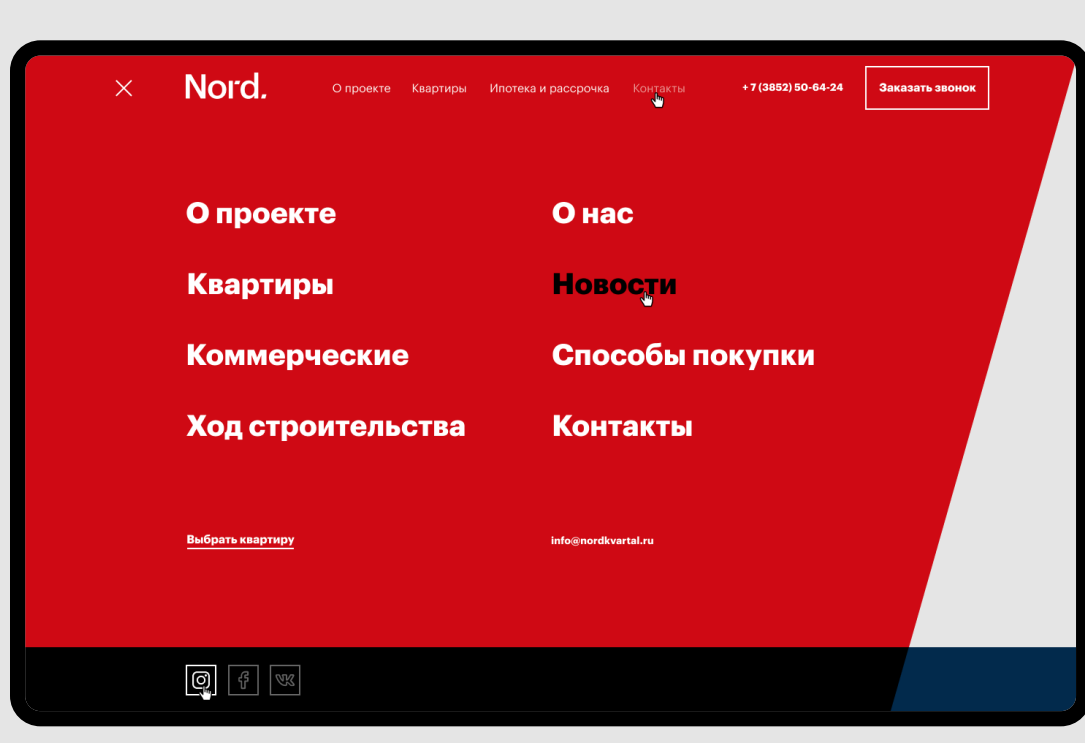 Nord.
О проекте Квартиры Ипотека и рассрочка Контакты
+ 7 (3852) 50-64-24
Заказать звонок
О проекте
О нас
Квартиры
Новости
Коммерческие
Способы покупки
Ход строительства
Контакты
Выбрать квартиру
info@nordkvartal.ru